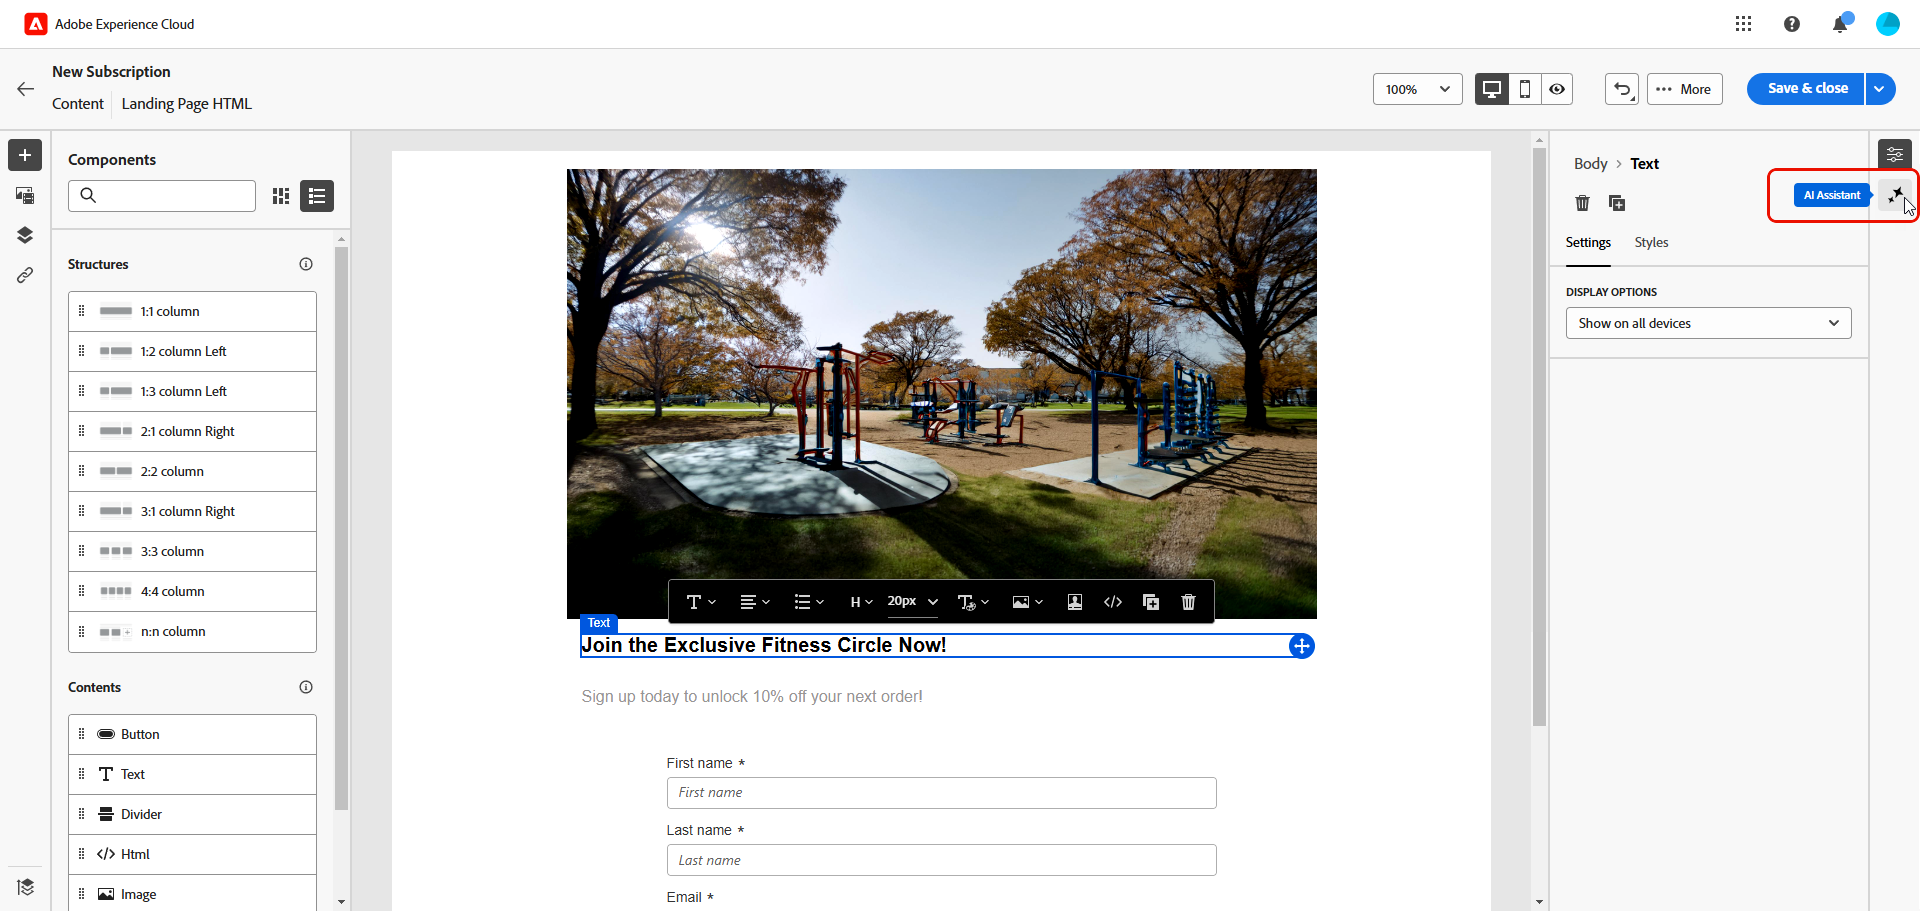 Adobe Experience Cloud
New Subscription
Content Landing Page HTML
100%
More
Save & close
Components
Structures
1:1 column
1:2 column Left
1:3 column Left
2:1 column Right
2:2 column
3:1 column Right
3:3 column
4:4 column
n:n column
Contents
Button
Text
Divider
Html
Image
H 20px
Text
Join the Exclusive Fitness Circle Now!
Sign up today to unlock 10% off your next order!
First name *
First name
Last name *
Last name
Email *
Body > Text
AI Assistant
Settings Styles
DISPLAY OPTIONS
Show on all devices